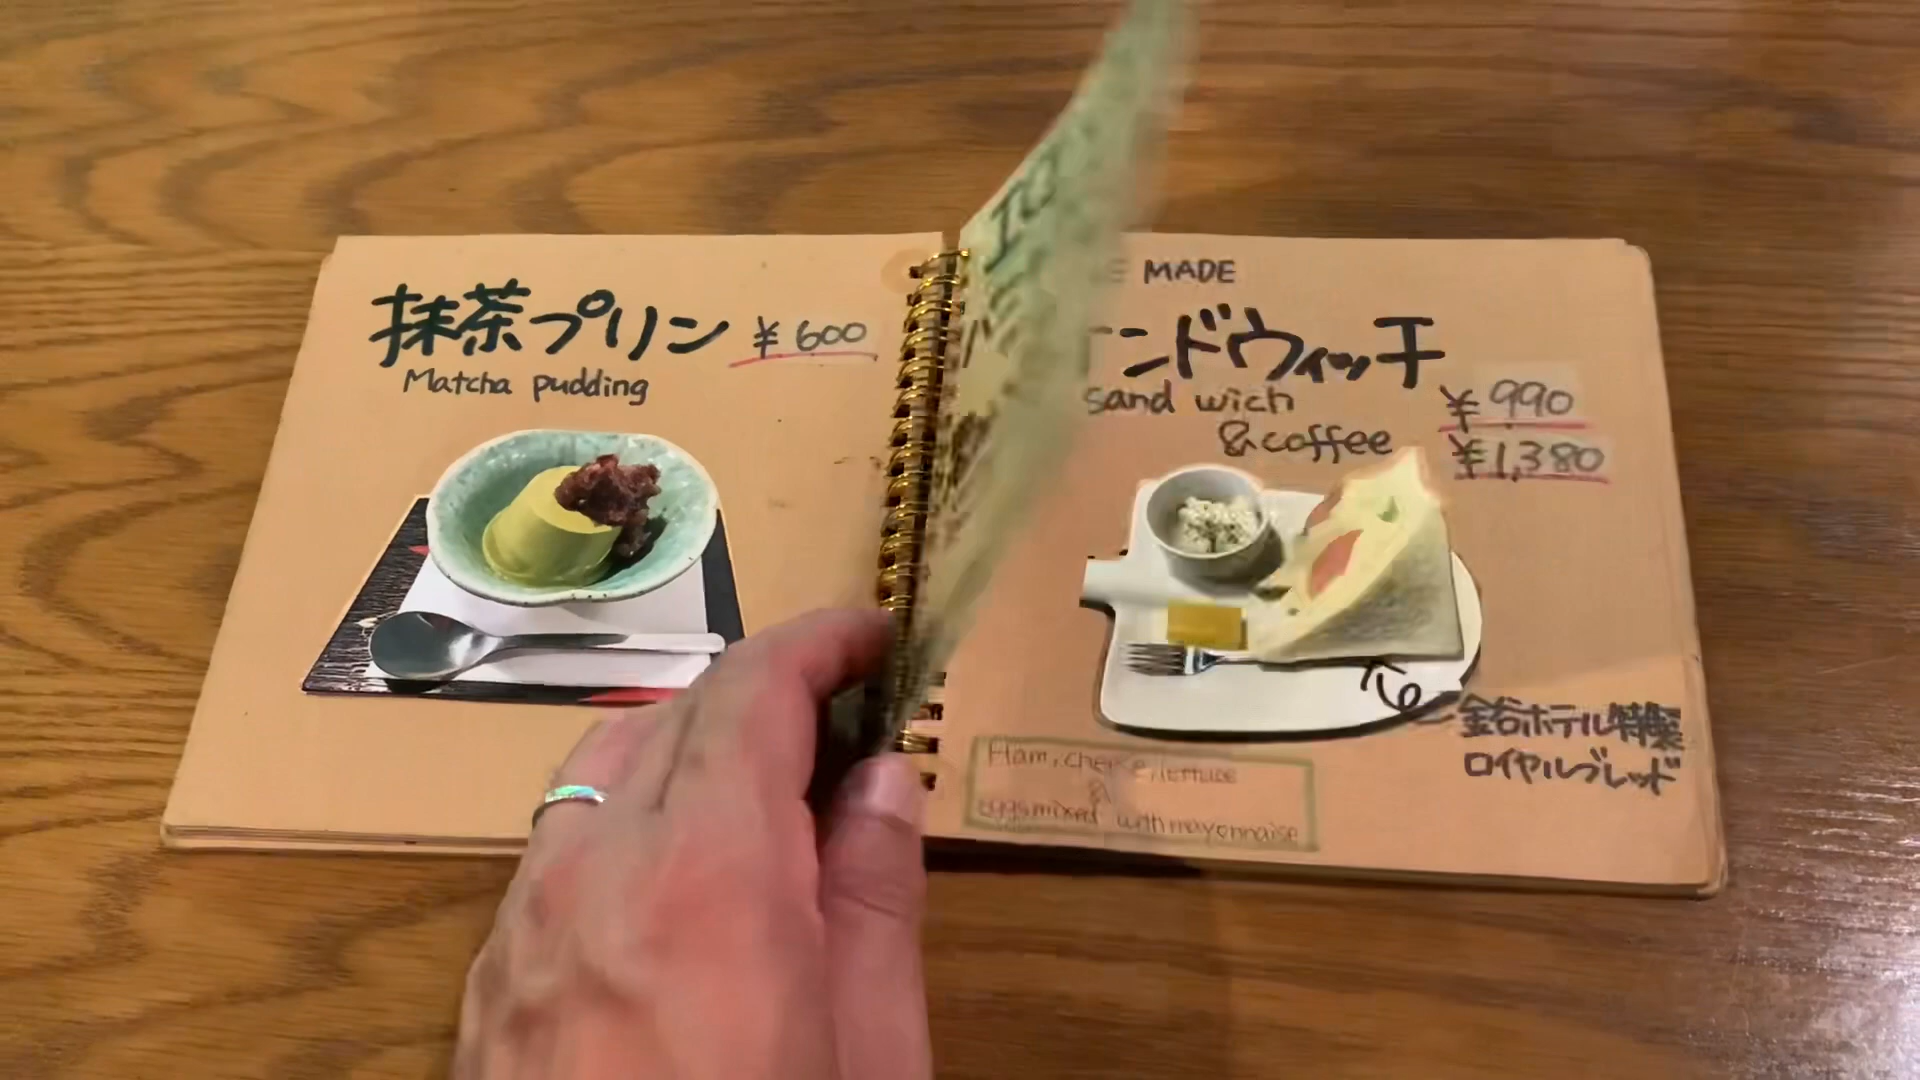 抹茶プリン ¥600
Matcha pudding
MADE
ンドウィッチ
sand wich ¥990
&coffee ¥1,380
金谷ホテル特製
ロイヤルブレッド
Ham, cheese, lettuce
&
Eggs mixed with mayonnaise